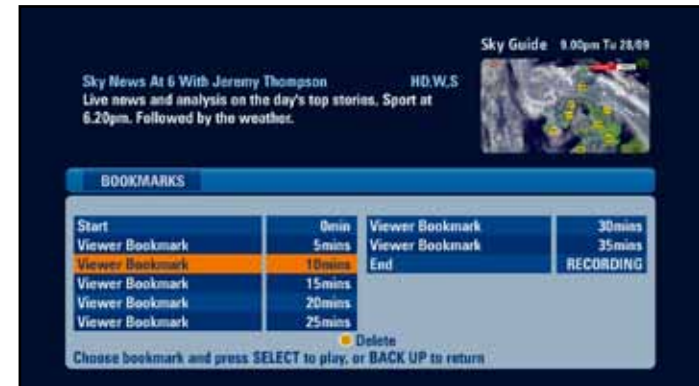 Sky Guide 9.00pm Tu 28/09
Sky News At 6 With Jeremy Thompson HD,W,S
Live news and analysis on the day's top stories. Sport at
6.20pm. Followed by the weather.
BOOKMARKS
Start 0min
Viewer Bookmark 5mins
Viewer Bookmark 10mins
Viewer Bookmark 15mins
Viewer Bookmark 20mins
Viewer Bookmark 25mins
Viewer Bookmark 30mins
Viewer Bookmark 35mins
End RECORDING
Delete
Choose bookmark and press SELECT to play, or BACK UP to return